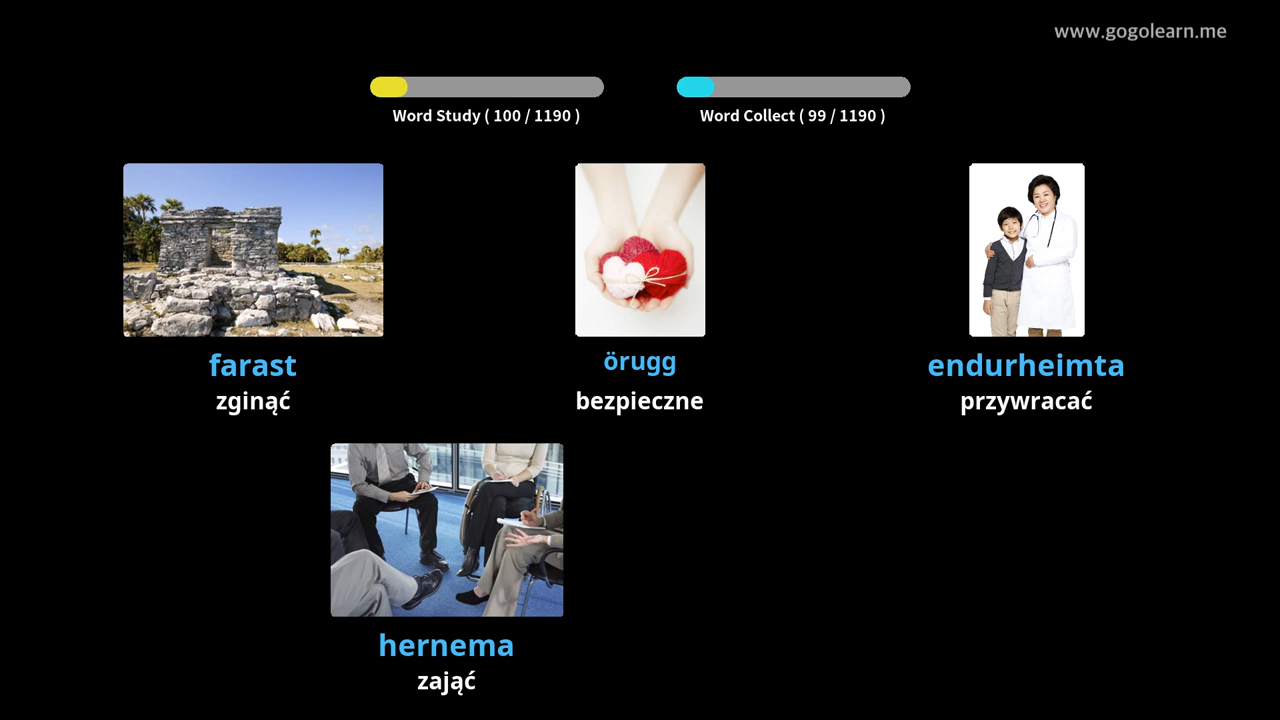 www.gogolearn.me
Word Study ( 100 / 1190 )
Word Collect ( 99 / 1190 )
farast
zginąć
örugg
bezpieczne
endurheimta
przywracać
hernema
zająć